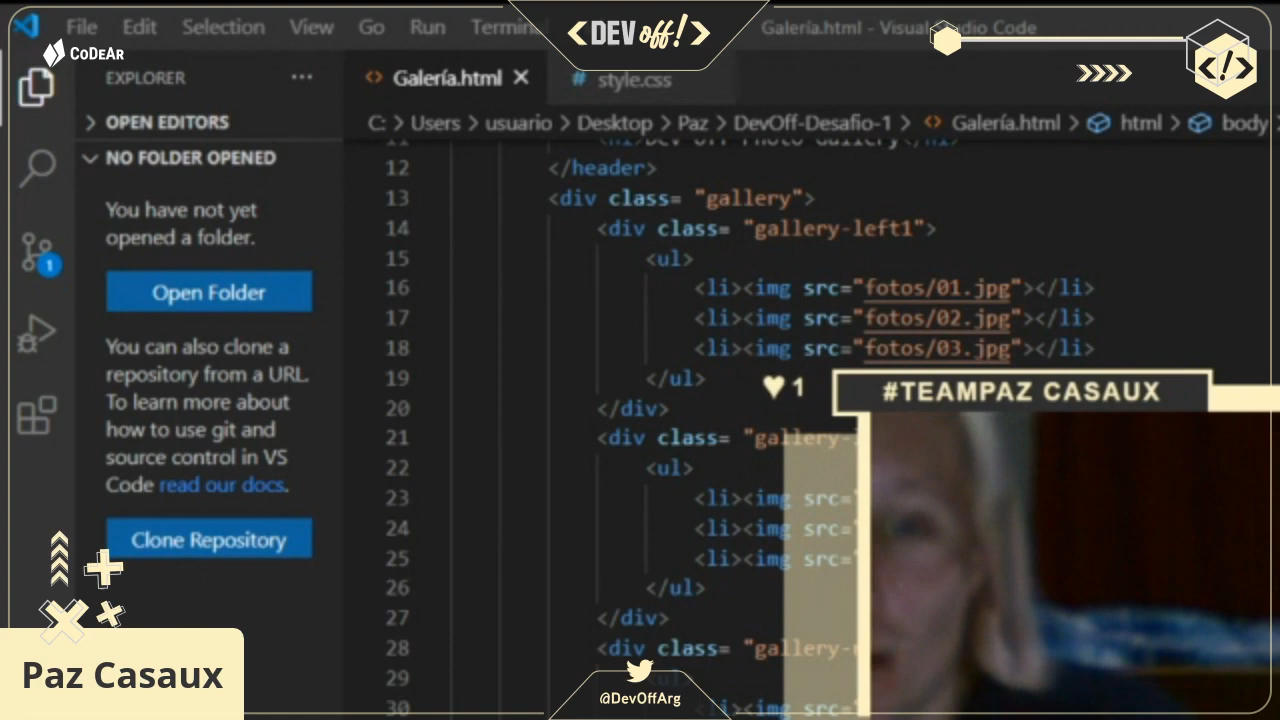 File Edit Selection View Go Run
Galería.html - Visual Studio Code
<DEV off!>
CODEAR
</>
EXPLORER ...
Galería.html ×
# style.css
OPEN EDITORS
C: > Users > usuario > Desktop > Paz > DevOff-Desafio-1 > Galería.html > html > body
NO FOLDER OPENED
You have not yet
opened a folder.
Open Folder
You can also clone a
repository from a URL.
To learn more about
how to use git and
source control in VS
Code read our docs.
Clone Repository
1
12 </header>
13 <div class= "gallery">
14 <div class= "gallery-left1">
15 <ul>
16 <li><img src="fotos/01.jpg"></li>
17 <li><img src="fotos/02.jpg"></li>
18 <li><img src="fotos/03.jpg"></li>
19 </ul>
20 </div>
21 <div class=
22 <ul>
23 <li><img src=
24 <li><img src=
25 <li><img src=
26 </ul>
27 </div>
28 <div class=
29 <ul>
30 <li><img
♥ 1
#TEAMPAZ CASAUX
Paz Casaux
@DevOffArg